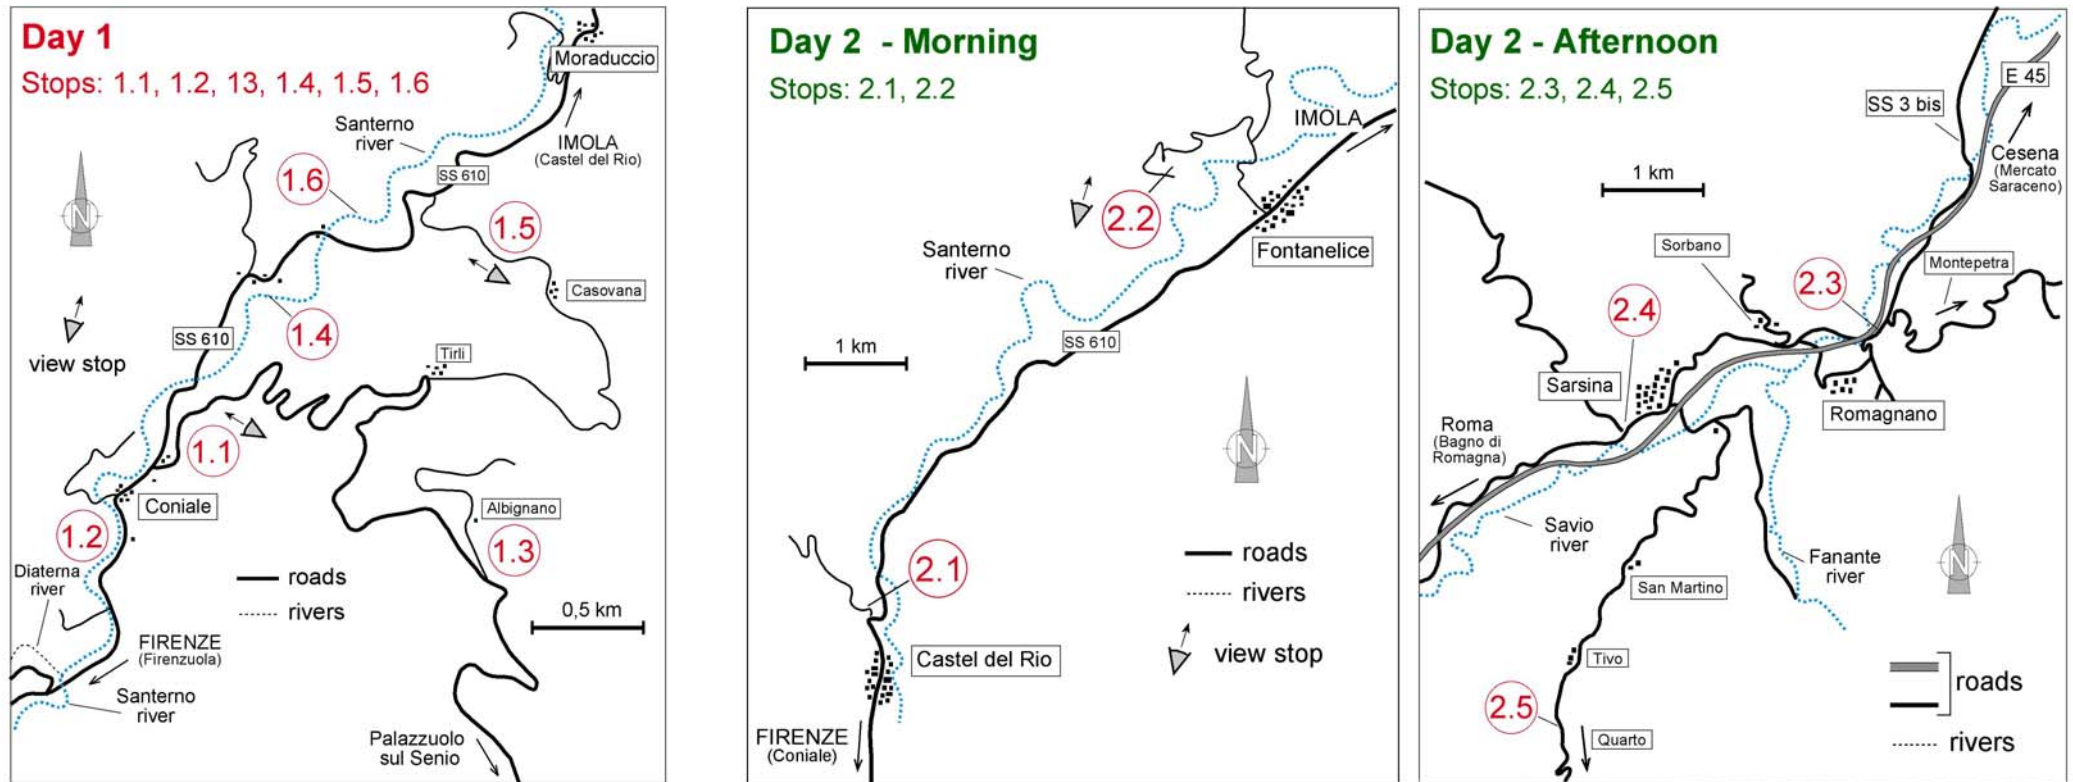 Day 1
Stops: 1.1, 1.2, 13, 1.4, 1.5, 1.6
Moraduccio
Santerno
river
IMOLA
(Castel del Rio)
SS 610
1.6
N
1.5
Casovana
view stop
SS 610
1.4
Tirli
1.1
Coniale
Albignano
1.2
1.3
Diaterna
river
roads
rivers
0,5 km
FIRENZE
(Firenzuola)
Santerno
river
Palazzuolo
sul Senio
Day 2 - Morning
Stops: 2.1, 2.2
IMOLA
2.2
Fontanelice
Santerno
river
1 km
SS 610
N
2.1
roads
rivers
view stop
Castel del Rio
FIRENZE
(Coniale)
Day 2 - Afternoon
Stops: 2.3, 2.4, 2.5
E 45
SS 3 bis
Cesena
(Mercato
Saraceno)
1 km
Sorbano
2.3
Montepetra
2.4
Sarsina
Romagnano
Roma
(Bagno di
Romagna)
Savio
river
Fanante
river
N
San Martino
Tivo
2.5
Quarto
roads
rivers